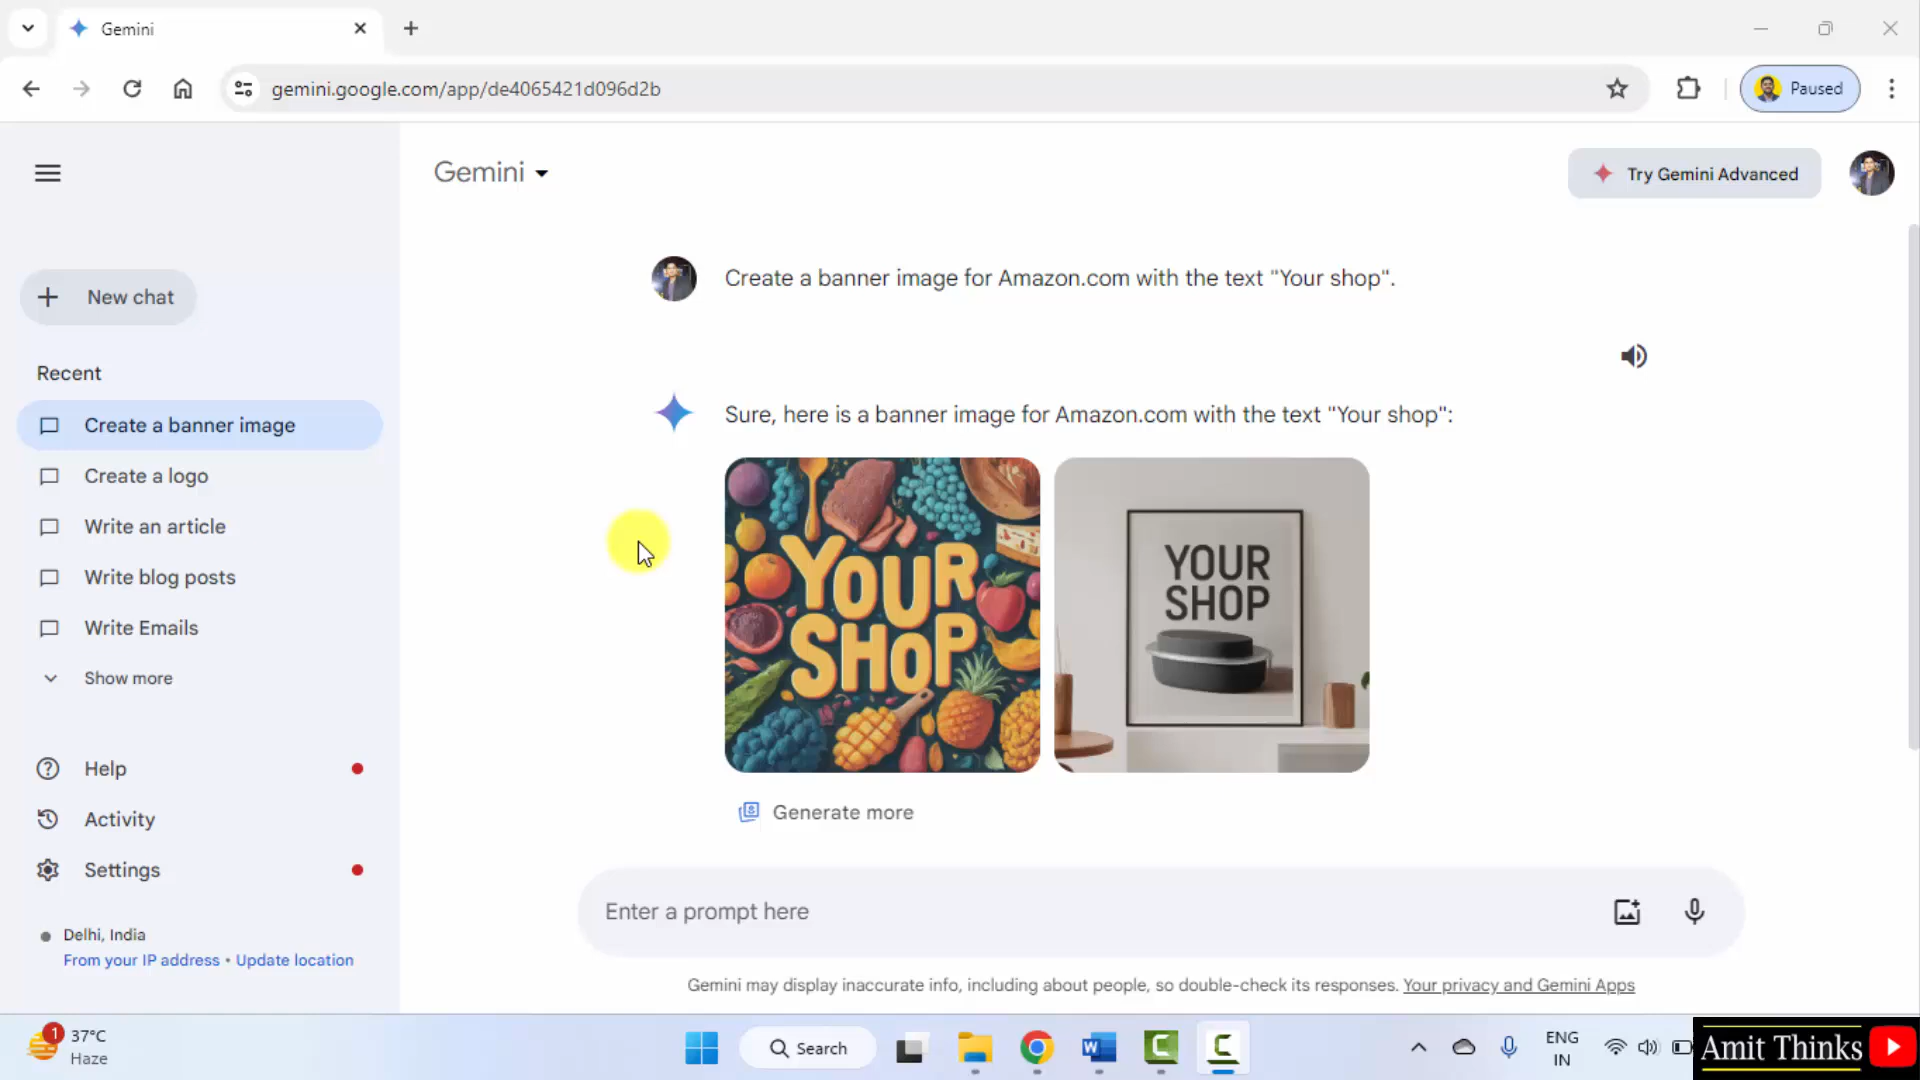 Gemini
gemini.google.com/app/de4065421d096d2b
Paused
Gemini
Try Gemini Advanced
New chat
Recent
Create a banner image
Create a logo
Write an article
Write blog posts
Write Emails
Show more
Help
Activity
Settings
Delhi, India
From your IP address • Update location
Create a banner image for Amazon.com with the text "Your shop".
Sure, here is a banner image for Amazon.com with the text "Your shop":
YOUR
SHOP
YOUR
SHOP
Generate more
Enter a prompt here
Gemini may display inaccurate info, including about people, so double-check its responses. Your privacy and Gemini Apps
1
37°C
Haze
Search
ENG
IN
Amit Thinks